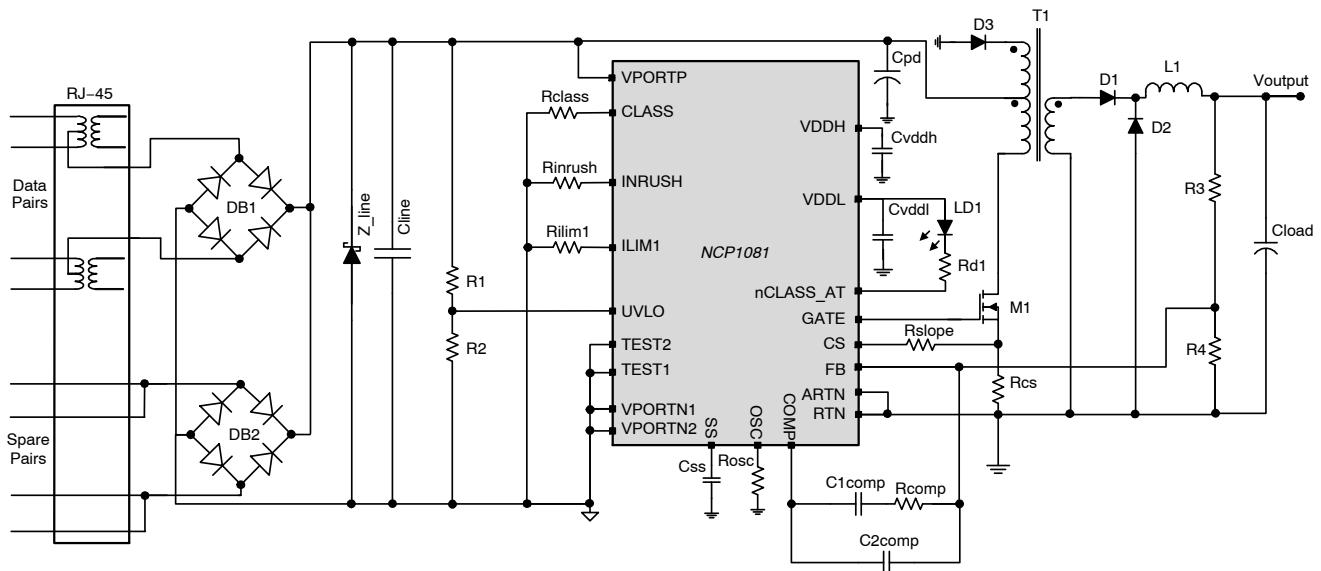 T1
D3
Cpd
D1
L1
Voutput
D2
RJ−45
Data
Pairs
Spare
Pairs
DB1
DB2
Z_line
Cline
R1
R2
Rclass
Rinrush
Rilim1
VPORTP
CLASS
INRUSH
ILIM1
UVLO
TEST2
TEST1
VPORTN1
VPORTN2
NCP1081
VDDH
VDDL
nCLASS_AT
GATE
CS
FB
ARTN
RTN
SS
OSC
COMP
Cvddh
Cvddl
LD1
Rd1
M1
Rslope
Rcs
R3
R4
Cload
Css
Rosc
C1comp
Rcomp
C2comp